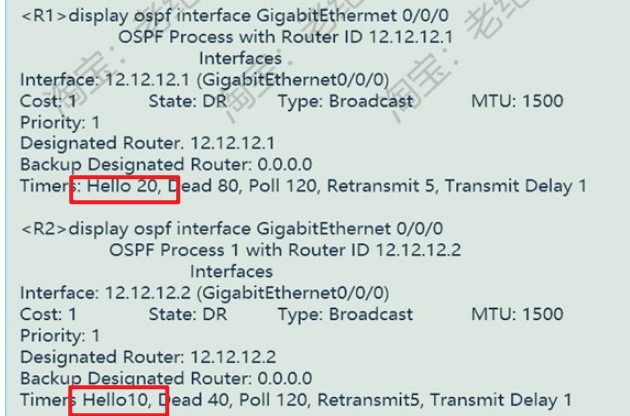 <R1>display ospf interface GigabitEthernet 0/0/0
OSPF Process with Router ID 12.12.12.1
Interfaces
Interface: 12.12.12.1 (GigabitEthernet0/0/0)
Cost: 1 State: DR Type: Broadcast MTU: 1500
Priority: 1
Designated Router. 12.12.12.1
Backup Designated Router: 0.0.0.0
Timers: Hello 20, Dead 80, Poll 120, Retransmit 5, Transmit Delay 1
<R2>display ospf interface GigabitEthernet 0/0/0
OSPF Process 1 with Router ID 12.12.12.2
Interfaces
Interface: 12.12.12.2 (GigabitEthernet0/0/0)
Cost: 1 State: DR Type: Broadcast MTU: 1500
Priority: 1
Designated Router: 12.12.12.2
Backup Designated Router: 0.0.0.0
Timers Hello10, Dead 40, Poll 120, Retransmit5, Transmit Delay 1
淘宝:
淘宝:
淘宝: